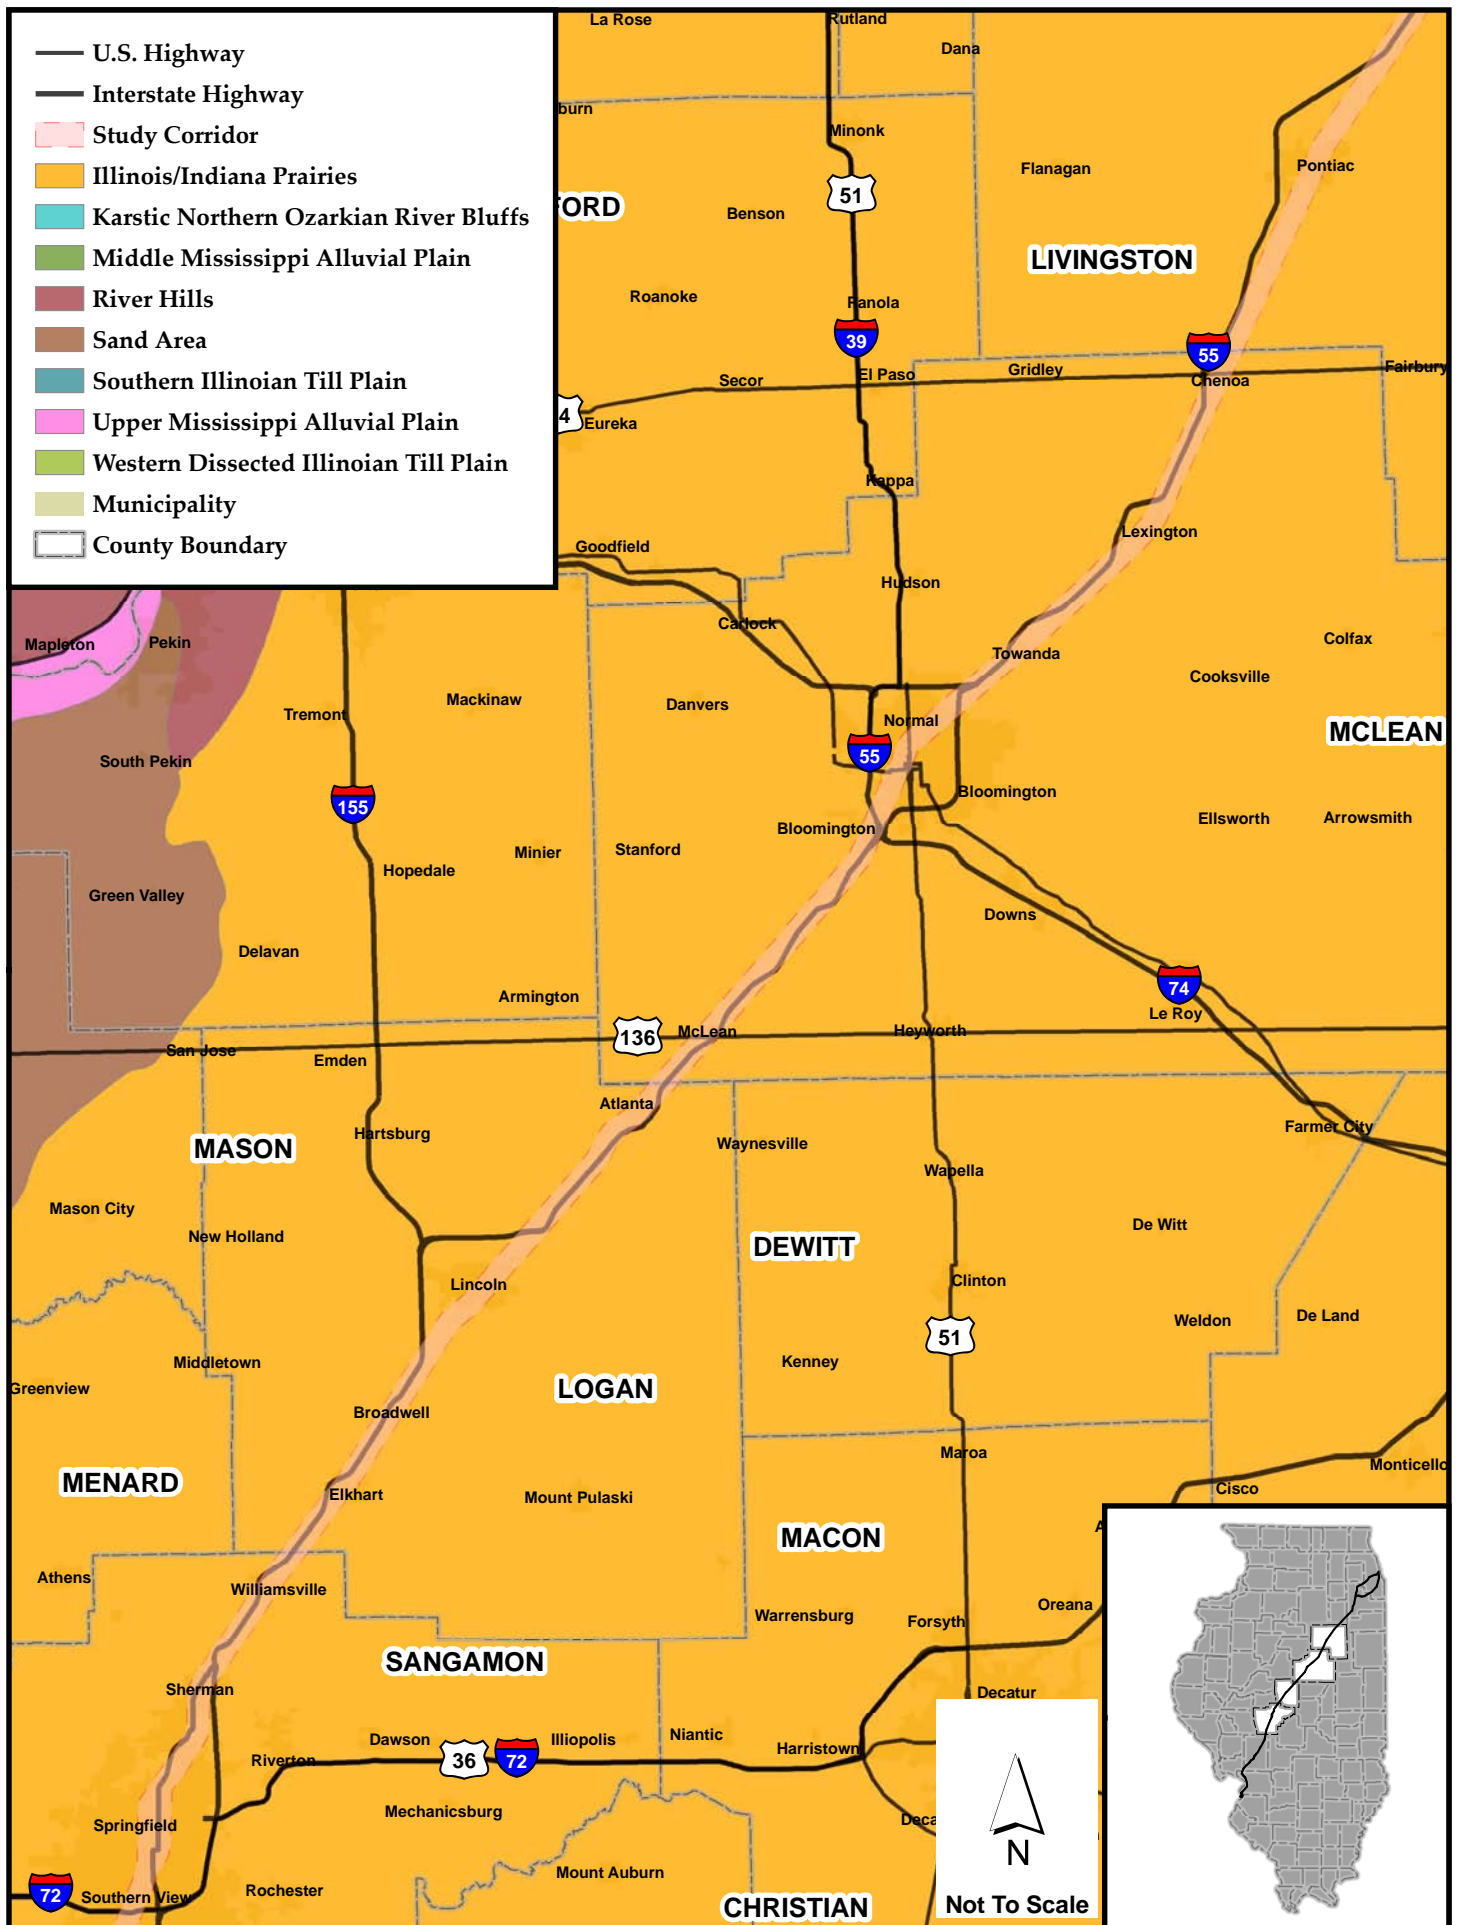 U.S. Highway
Interstate Highway
Study Corridor
Illinois/Indiana Prairies
Karstic Northern Ozarkian River Bluffs
Middle Mississippi Alluvial Plain
River Hills
Sand Area
Southern Illinoian Till Plain
Upper Mississippi Alluvial Plain
Western Dissected Illinoian Till Plain
Municipality
County Boundary
La Rose
Rutland
Dana
burn
Minonk
Flanagan
Pontiac
51
FORD
Benson
LIVINGSTON
Roanoke
Panola
39
55
Secor
El Paso
Gridley
Chenoa
Fairbury
4
Eureka
Kappa
Lexington
Goodfield
Hudson
Carlock
Towanda
Colfax
Mapleton
Pekin
Cooksville
Mackinaw
Danvers
Tremont
Normal
MCLEAN
South Pekin
55
155
Bloomington
Bloomington
Ellsworth
Arrowsmith
Minier
Stanford
Hopedale
Green Valley
Downs
Delavan
74
Armington
Le Roy
136
McLean
Heyworth
San Jose
Emden
Atlanta
Farmer City
Hartsburg
Waynesville
MASON
Wapella
Mason City
New Holland
De Witt
DEWITT
Lincoln
Clinton
Weldon
De Land
51
Middletown
Kenney
Greenview
LOGAN
Broadwell
Maroa
Monticello
MENARD
Elkhart
Mount Pulaski
Cisco
MACON
A
Athens
Williamsville
Warrensburg
Forsyth
Oreana
SANGAMON
Sherman
Decatur
Dawson
36
72
Illiopolis
Niantic
Harristown
Riverton
Springfield
Mechanicsburg
Deca
N
Mount Auburn
72
Southern View
Rochester
CHRISTIAN
Not To Scale